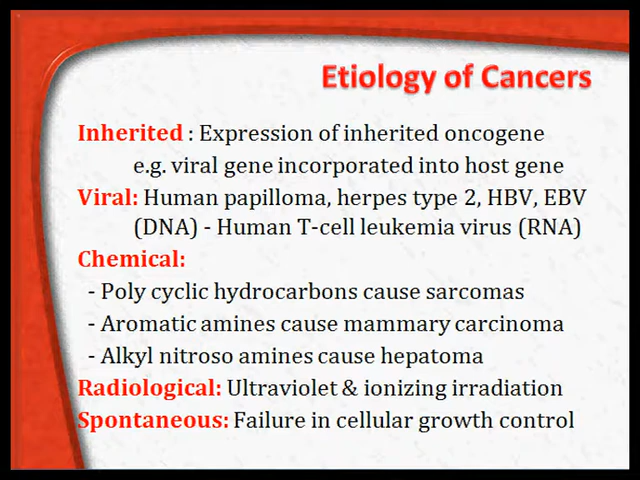 Etiology of Cancers
Inherited : Expression of inherited oncogene
e.g. viral gene incorporated into host gene
Viral: Human papilloma, herpes type 2, HBV, EBV
(DNA) - Human T-cell leukemia virus (RNA)
Chemical:
- Poly cyclic hydrocarbons cause sarcomas
- Aromatic amines cause mammary carcinoma
- Alkyl nitroso amines cause hepatoma
Radiological: Ultraviolet & ionizing irradiation
Spontaneous: Failure in cellular growth control